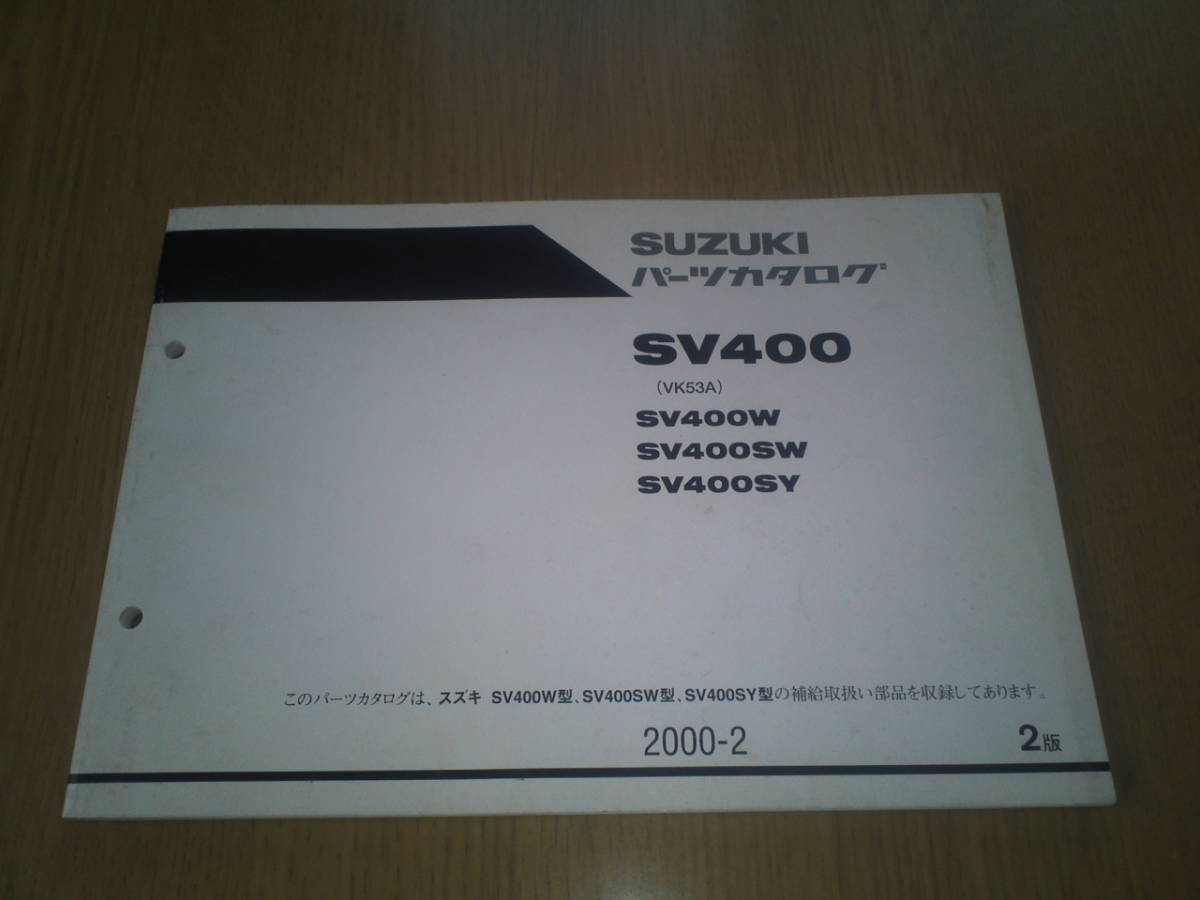 SUZUKI
パーツカタログ
SV400
(VK53A)
SV400W
SV400SW
SV400SY
このパーツカタログは、スズキ SV400W型、SV400SW型、SV400SY型の補給取扱い部品を収録してあります。
2000-2
2版